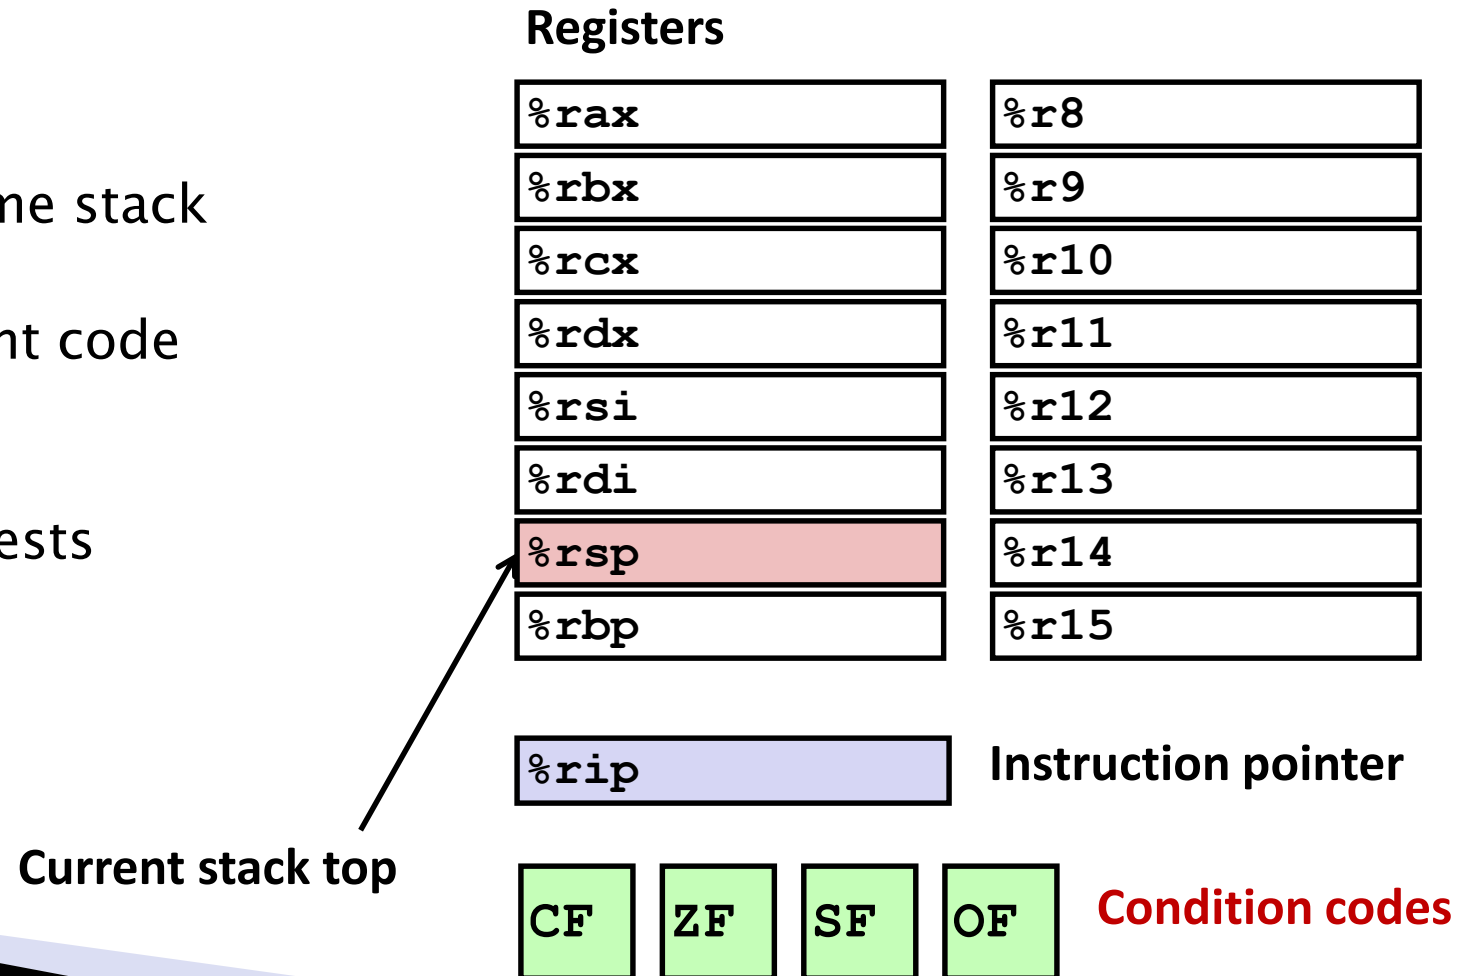 Registers
%rax %r8
%rbx %r9
me stack
%rcx %r10
nt code
%rdx %r11
%rsi %r12
%rdi %r13
ests
%rsp %r14
%rbp %r15
%rip Instruction pointer
Current stack top
CF ZF SF OF Condition codes